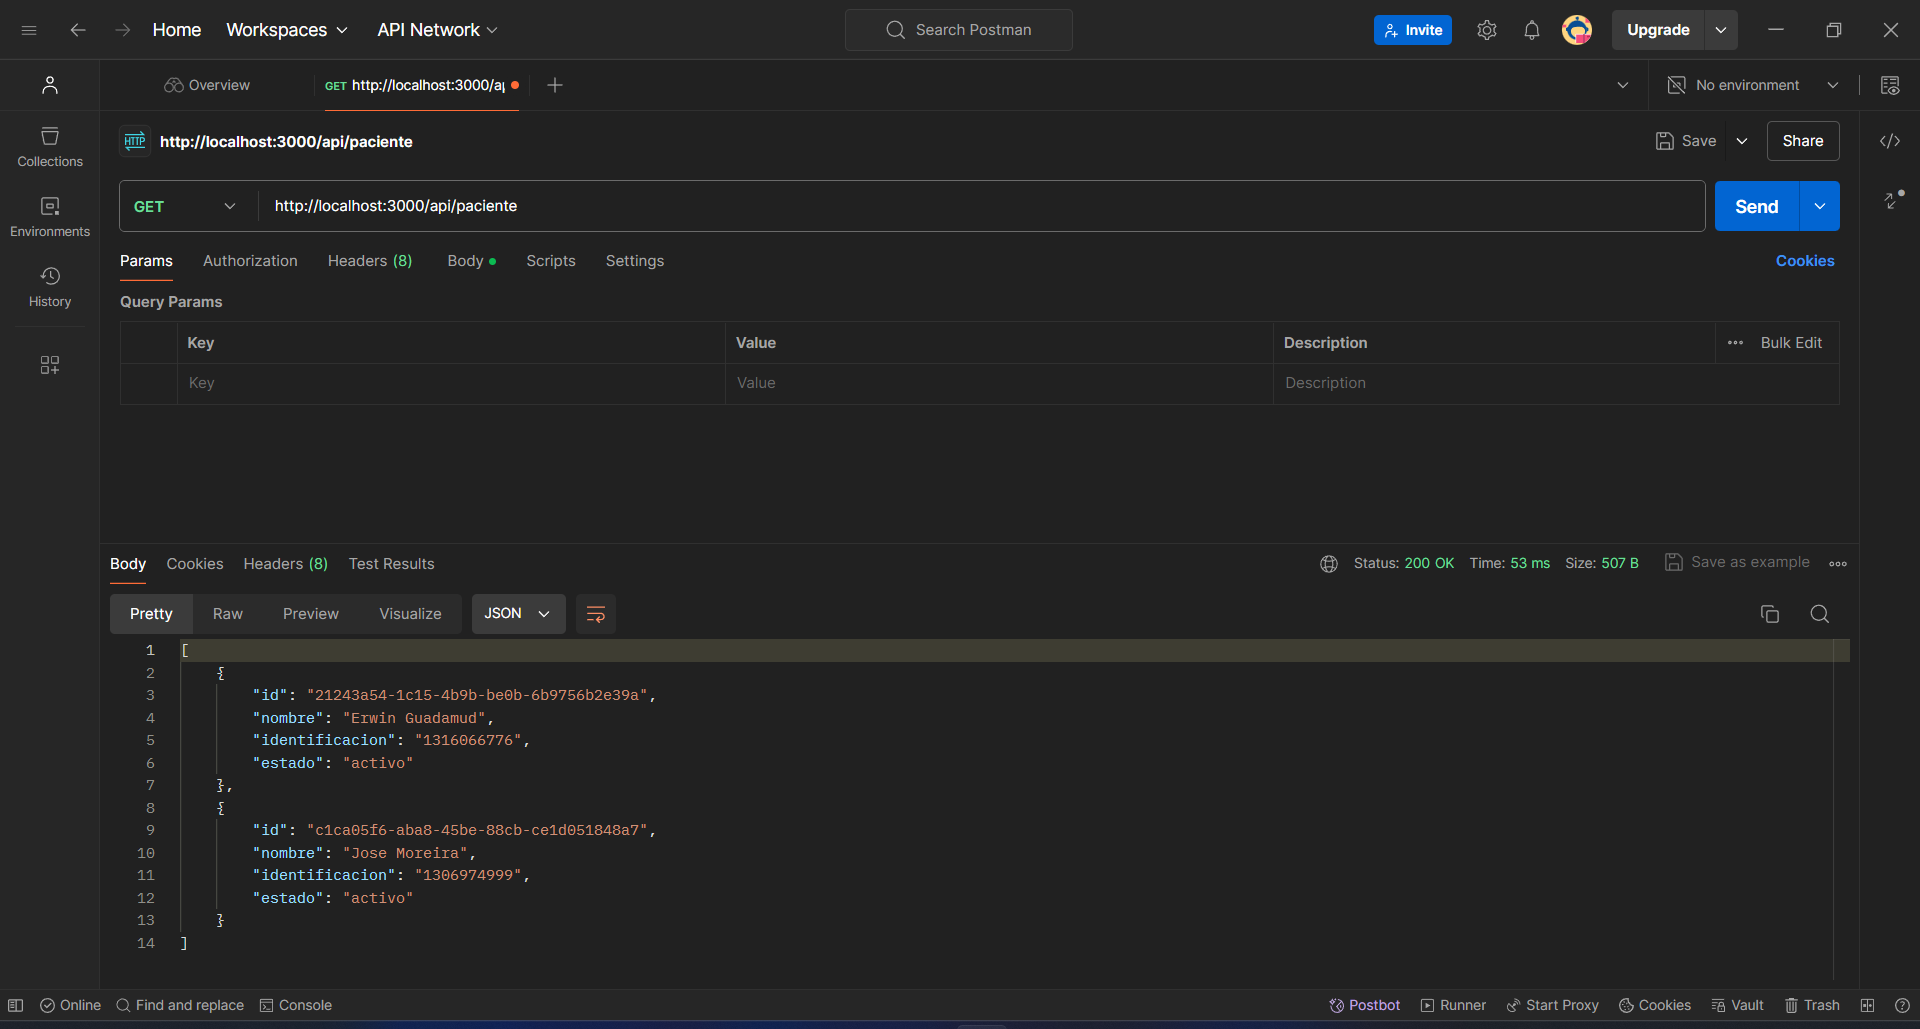 Home Workspaces API Network Search Postman Invite Upgrade
Overview GET http://localhost:3000/a No environment
HTTP http://localhost:3000/api/paciente Save Share
Collections
GET http://localhost:3000/api/paciente Send
Environments
Params Authorization Headers (8) Body Scripts Settings Cookies
History
Query Params
Key Value Description Bulk Edit
Key Value Description
Body Cookies Headers (8) Test Results Status: 200 OK Time: 53 ms Size: 507 B Save as example
Pretty Raw Preview Visualize JSON
1 [
2 {
3 "id": "21243a54-1c15-4b9b-be0b-6b9756b2e39a",
4 "nombre": "Erwin Guadamud",
5 "identificacion": "1316066776",
6 "estado": "activo"
7 },
8 {
9 "id": "c1ca05f6-aba8-45be-88cb-ce1d051848a7",
10 "nombre": "Jose Moreira",
11 "identificacion": "1306974999",
12 "estado": "activo"
13 }
14 ]
Online Find and replace Console Postbot Runner Start Proxy Cookies Vault Trash